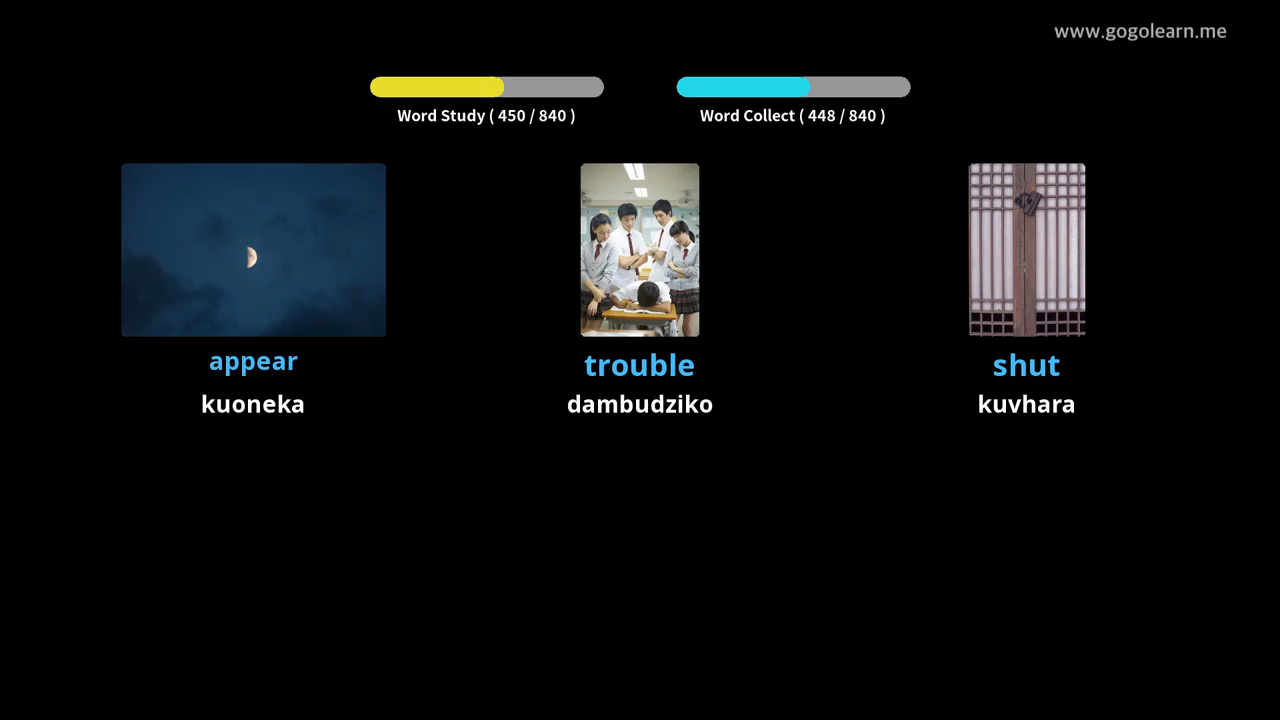 www.gogolearn.me
Word Study ( 450 / 840 )
Word Collect ( 448 / 840 )
appear
trouble
shut
kuoneka
dambudziko
kuvhara